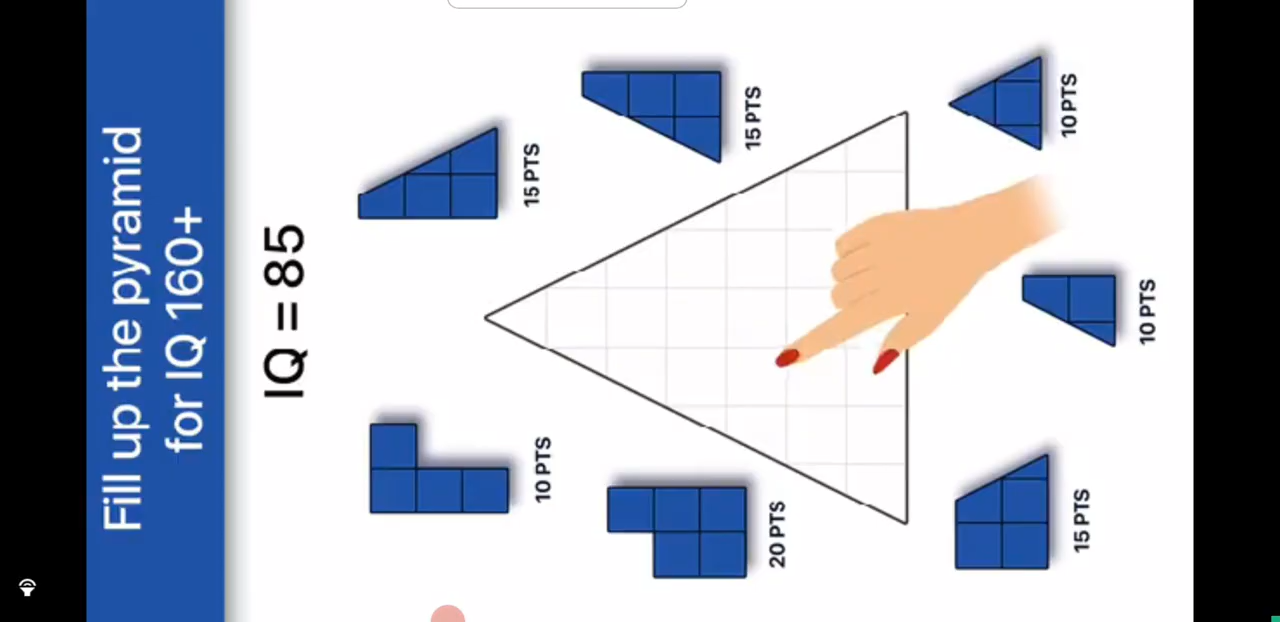 Fill up the pyramid
for IQ 160+
IQ = 85
10 PTS
15 PTS
20 PTS
15 PTS
15 PTS
10 PTS
10 PTS